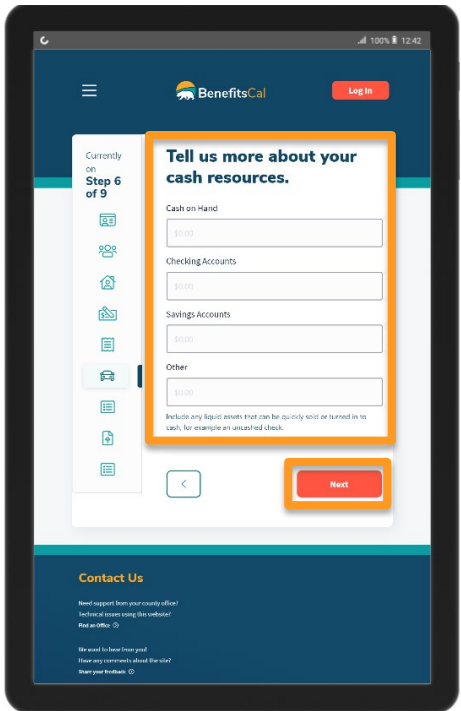 100% 12:42
BenefitsCal
Log In
Currently
on
Step 6
of 9
Tell us more about your
cash resources.
Cash on Hand
$0.00
Checking Accounts
$0.00
Savings Accounts
$0.00
Other
$0.00
Include any liquid assets that can be quickly sold or turned in to
cash, for example an uncashed check.
<
Next
Contact Us
Need support from your county office?
Technical issues using this website?
Find an Office
We want to hear from you!
Have any comments about the site?
Share your feedback